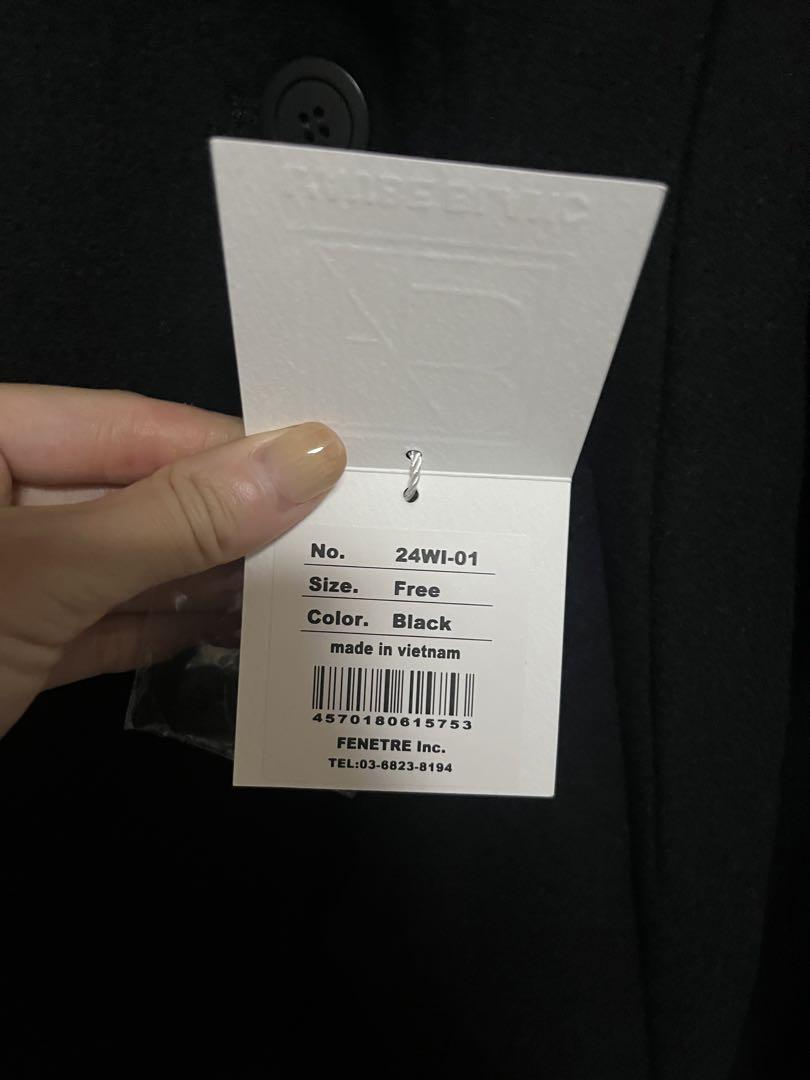 No. 24WI-01
Size. Free
Color. Black
made in vietnam
4570180615753
FENETRE Inc.
TEL:03-6823-8194